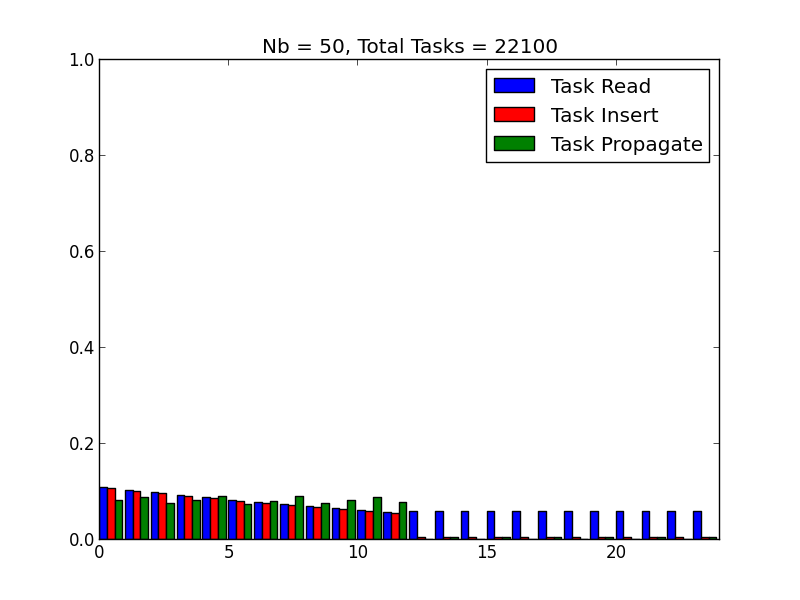 Nb = 50, Total Tasks = 22100
1.0
Task Read
Task Insert
Task Propagate
0.8
0.6
0.4
0.2
0.0
0 5 10 15 20